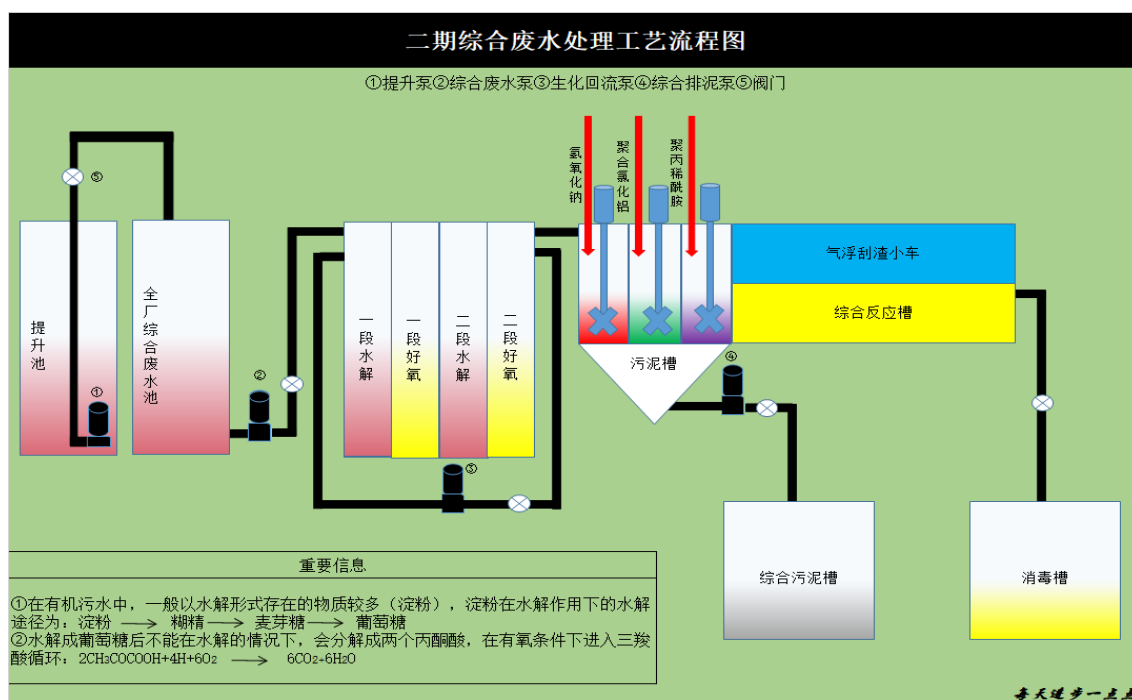 二期综合废水处理工艺流程图
①提升泵②综合废水泵③生化回流泵④综合排泥泵⑤阀门
氢氧化钠
聚合氯化铝
聚丙稀酰胺
⑤
提升池
①
全厂综合废水池
②
一段水解
一段好氧
二段水解
二段好氧
③
气浮刮渣小车
综合反应槽
污泥槽
④
综合污泥槽
消毒槽
重要信息
①在有机污水中，一般以水解形式存在的物质较多（淀粉），淀粉在水解作用下的水解
途径为：淀粉 → 糊精 → 麦芽糖 → 葡萄糖
②水解成葡萄糖后不能在水解的情况下，会分解成两个丙酮酸，在有氧条件下进入三羧
酸循环：2CH3COCOOH+4H+6O2 → 6CO2+6H2O
每天进步一点点